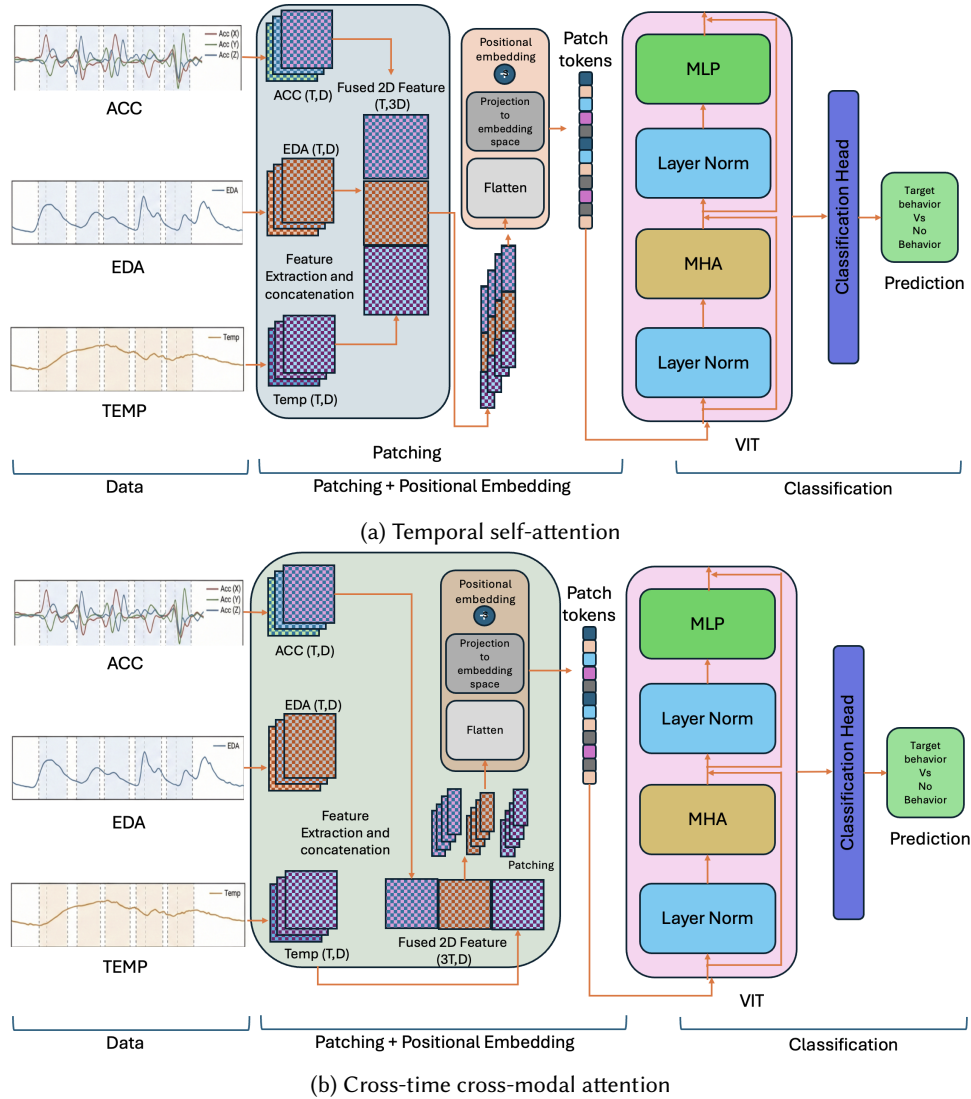 Acc (X)
Acc (Y)
Acc (Z)
ACC
EDA
EDA
Temp
TEMP
ACC (T,D)
Fused 2D Feature
(T,3D)
EDA (T,D)
Feature
Extraction and
concatenation
Temp (T,D)
Positional
embedding
Projection
to
embedding
space
Flatten
Patch
tokens
MLP
Layer Norm
MHA
Layer Norm
VIT
Classification Head
Target
behavior
Vs
No
Behavior
Prediction
Patching
Data
Patching + Positional Embedding
Classification
(a) Temporal self-attention
Acc (X)
Acc (Y)
Acc (Z)
ACC
EDA
EDA
Temp
TEMP
ACC (T,D)
EDA (T,D)
Feature
Extraction and
concatenation
Temp (T,D)
Positional
embedding
Projection
to
embedding
space
Flatten
Patching
Fused 2D Feature
(3T,D)
Patch
tokens
MLP
Layer Norm
MHA
Layer Norm
VIT
Classification Head
Target
behavior
Vs
No
Behavior
Prediction
Data
Patching + Positional Embedding
Classification
(b) Cross-time cross-modal attention